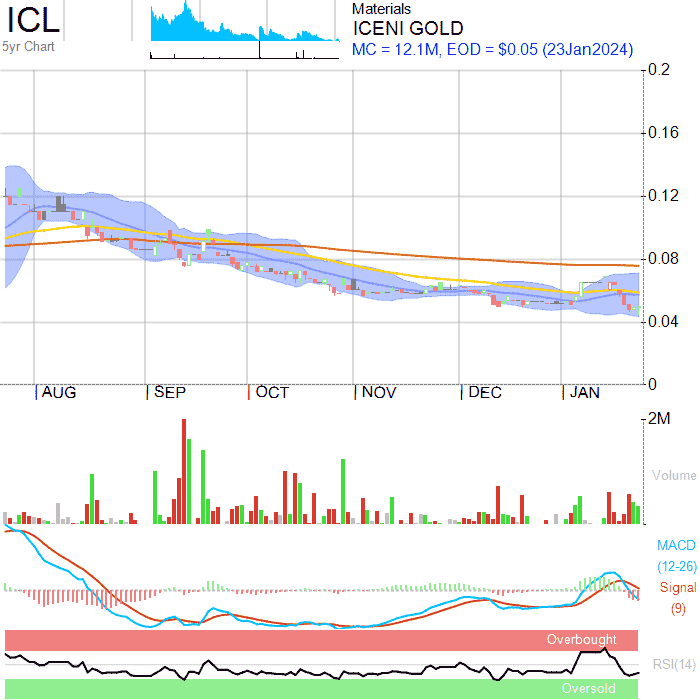 ICL
5yr Chart
Materials
ICENI GOLD
MC = 12.1M, EOD = $0.05 (23Jan2024)
0.2
0.16
0.12
0.08
0.04
0
AUG SEP OCT NOV DEC JAN
2M
Volume
MACD
(12-26)
Signal
(9)
Overbought
RSI(14)
Oversold